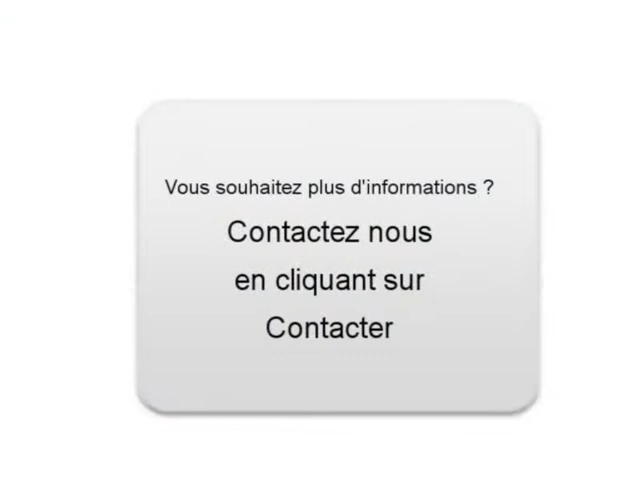 Vous souhaitez plus d'informations ?
Contactez nous
en cliquant sur
Contacter